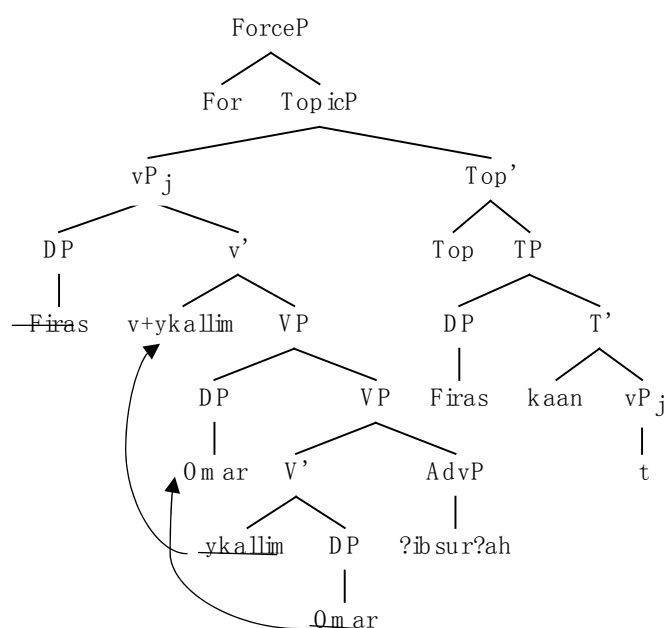 ForceP
For TopicP
vPj Top’
DP v’ Top TP
Firas v+ykallim VP DP T’
DP VP Firas kaan vPj
Omar V’ AdvP t
ykallim DP ?ibsur?ah
Omar